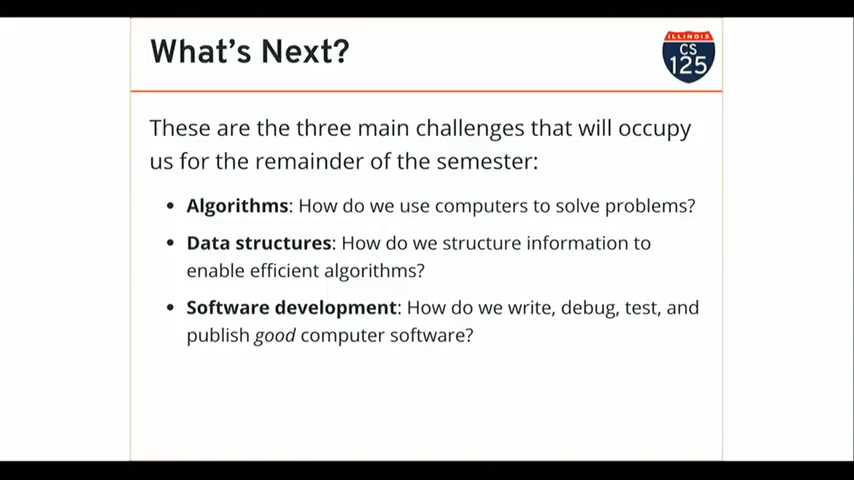 What's Next?
ILLINOIS
CS
125
These are the three main challenges that will occupy
us for the remainder of the semester:
• Algorithms: How do we use computers to solve problems?
• Data structures: How do we structure information to
enable efficient algorithms?
• Software development: How do we write, debug, test, and
publish good computer software?